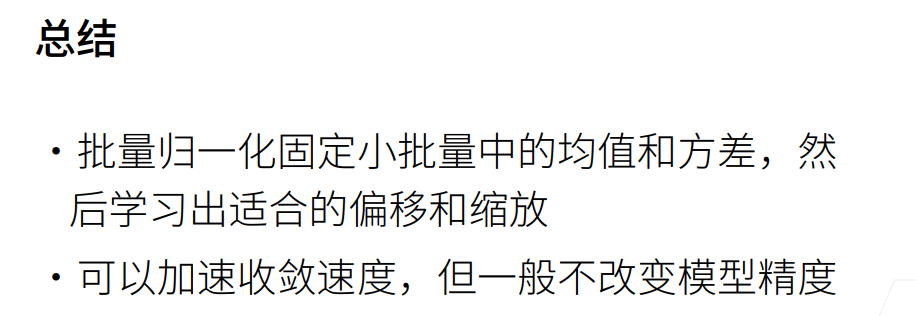 总结
• 批量归一化固定小批量中的均值和方差，然
后学习出适合的偏移和缩放
• 可以加速收敛速度，但一般不改变模型精度